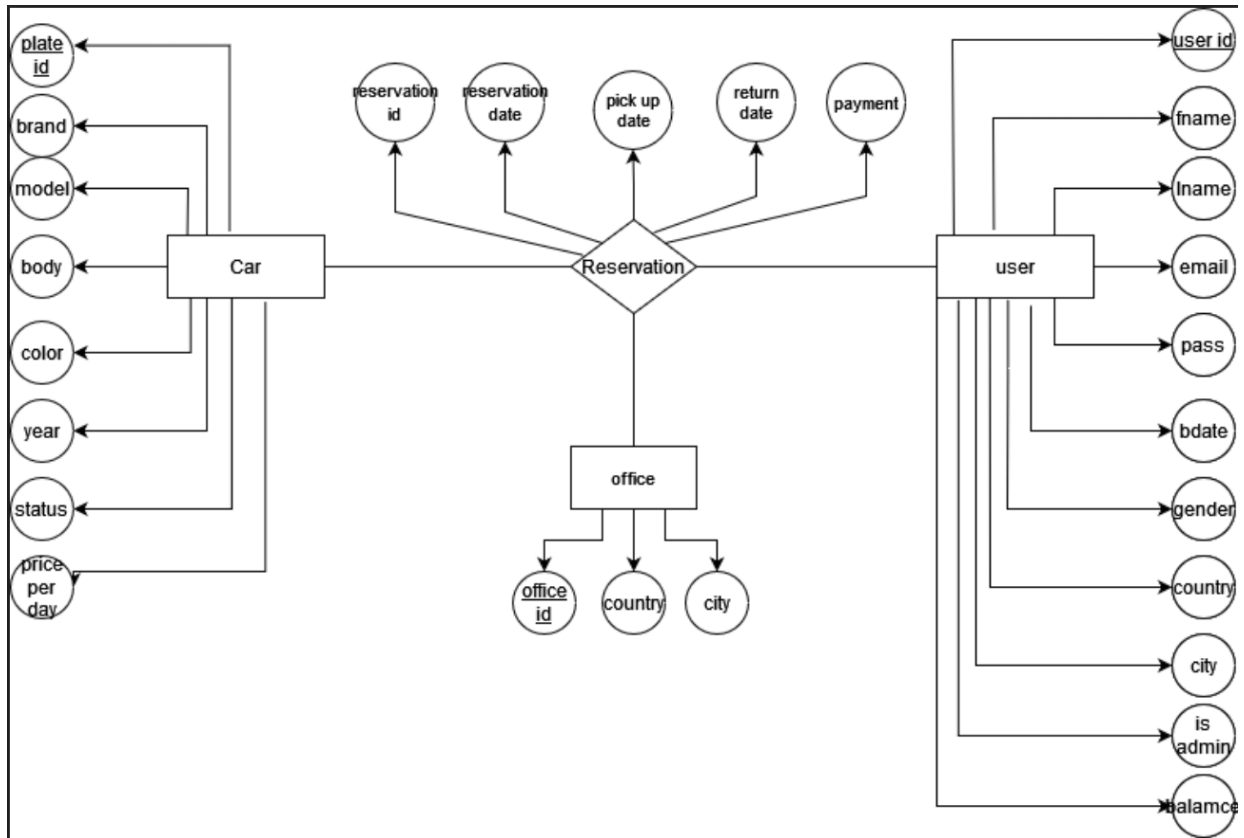 plate
id
brand
model
body
color
year
status
price
per
day
Car
reservation
id
reservation
date
pick up
date
return
date
payment
Reservation
office
office
id
country
city
user
user id
fname
lname
email
pass
bdate
gender
country
city
is
admin
balamce